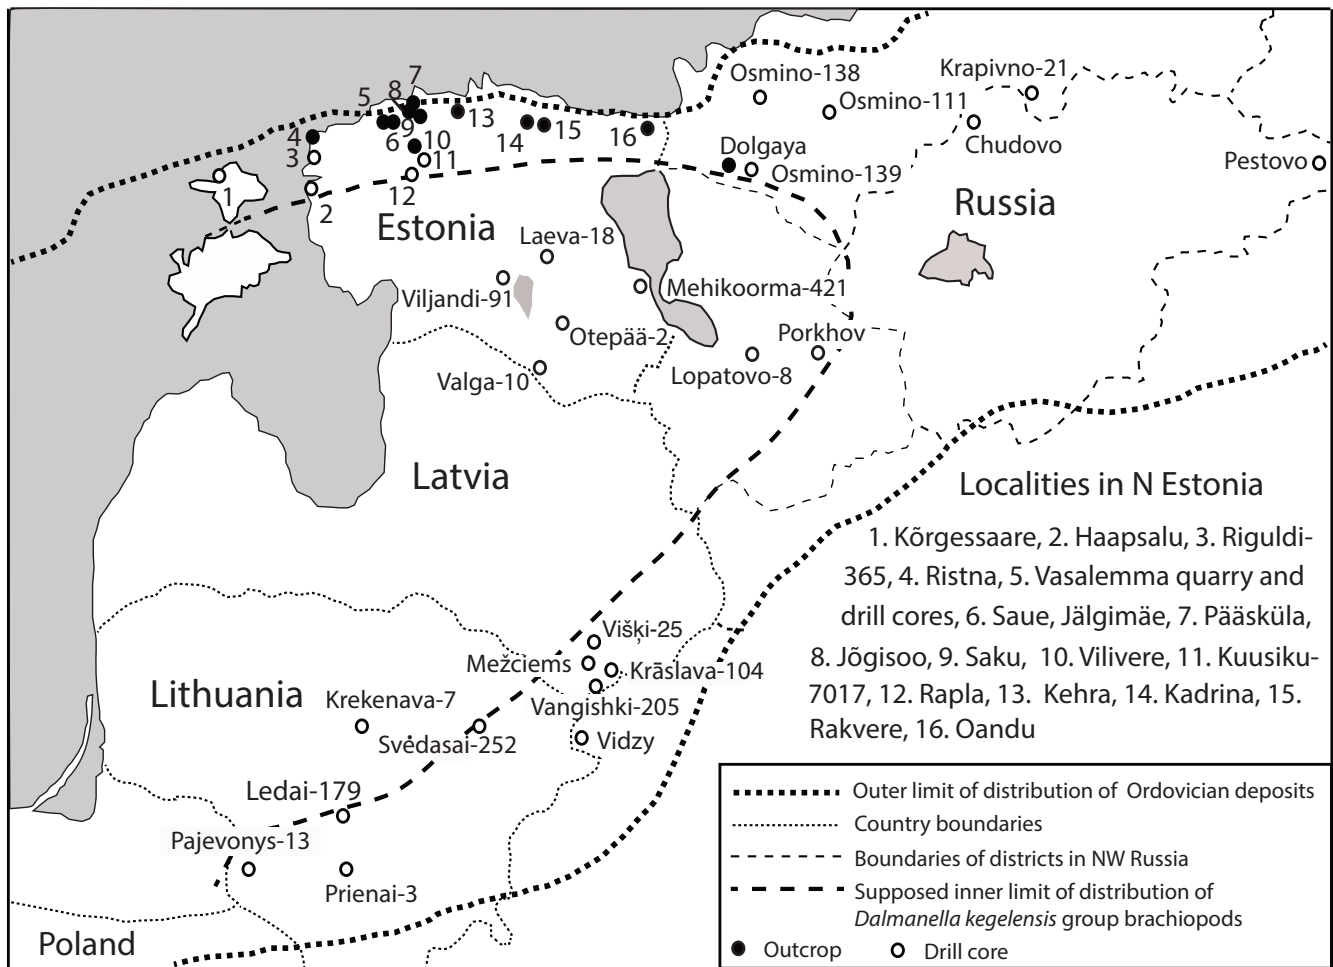 7
8
5
Osmino-138
Krapivno-21
Osmino-111
4
9
13
6
10
14
15
16
Chudovo
3
11
Dolgaya
Pestovo
1
2
12
Osmino-139
Estonia
Russia
Laeva-18
Viljandi-91
Mehikoorma-421
Otepää-2
Porkhov
Valga-10
Lopatovo-8
Latvia
Localities in N Estonia
1. Kõrgessaare, 2. Haapsalu, 3. Riguldi-
365, 4. Ristna, 5. Vasalemma quarry and
drill cores, 6. Saue, Jälgimäe, 7. Pääsküla,
8. Jõgisoo, 9. Saku, 10. Vilivere, 11. Kuusiku-
7017, 12. Rapla, 13. Kehra, 14. Kadrina, 15.
Rakvere, 16. Oandu
Višķi-25
Mežciems
Krāslava-104
Lithuania
Krekenava-7
Vangishki-205
Svėdasai-252
Vidzy
Ledai-179
Pajevonys-13
Prienai-3
Poland
Outer limit of distribution of Ordovician deposits
Country boundaries
Boundaries of districts in NW Russia
Supposed inner limit of distribution of
Dalmanella kegelensis group brachiopods
Outcrop
Drill core